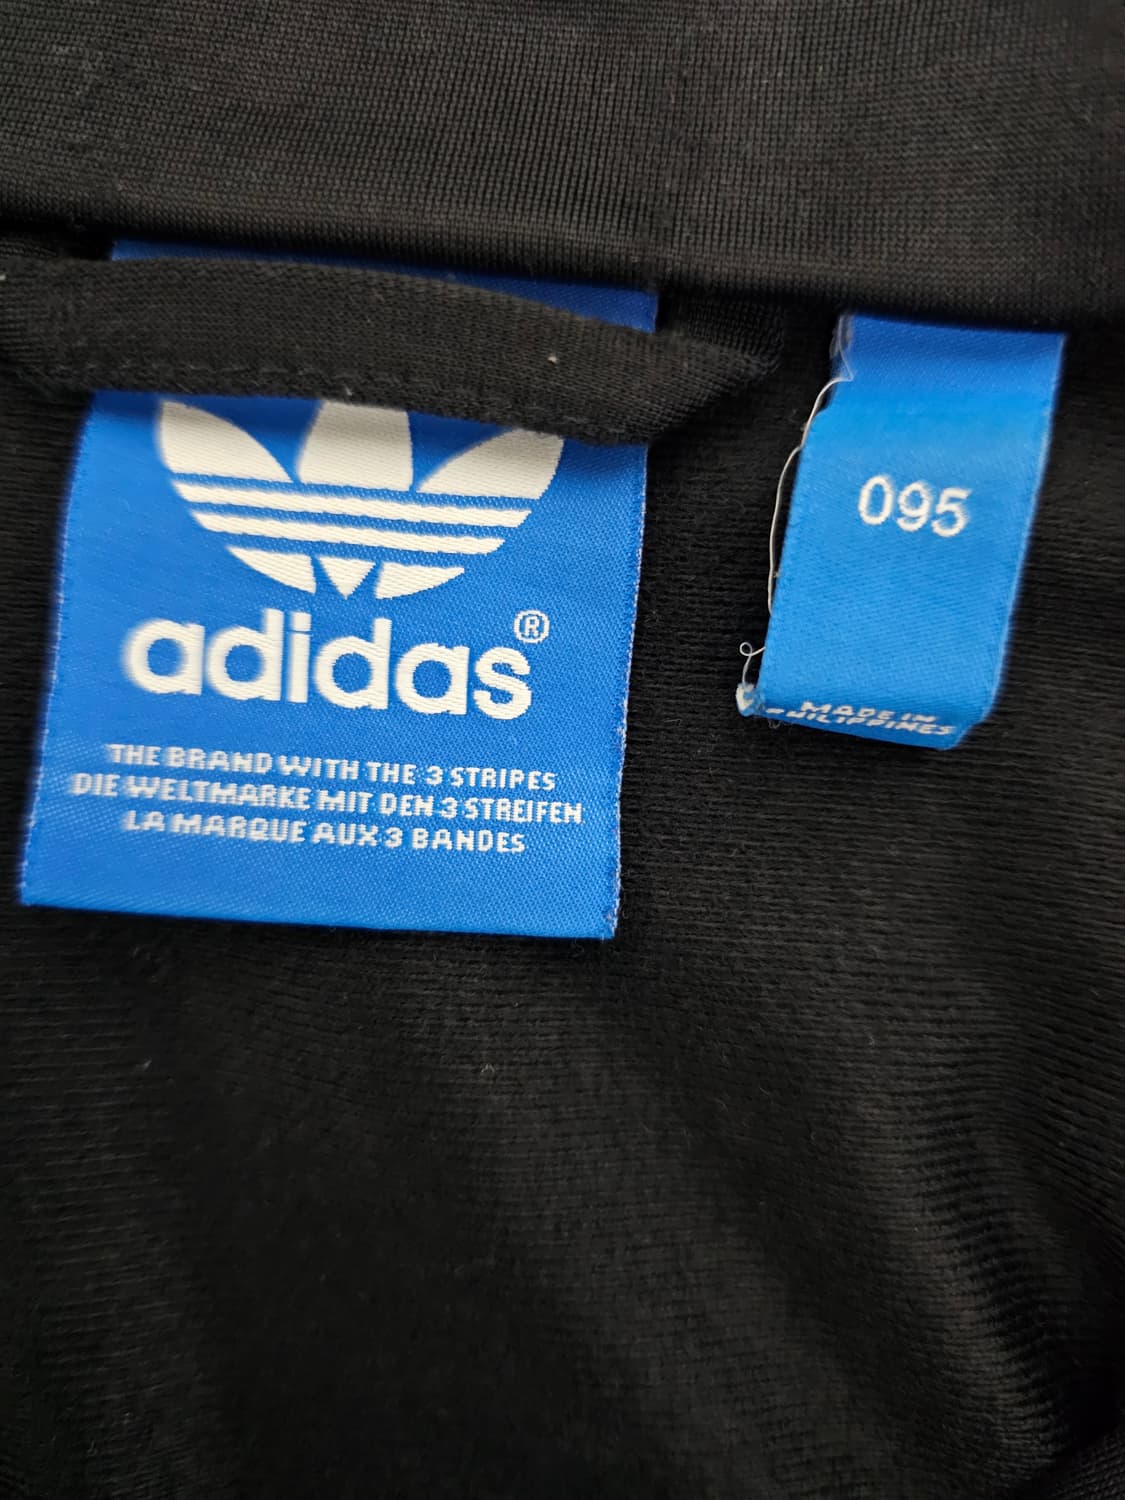 adidas®
THE BRAND WITH THE 3 STRIPES
DIE WELTMARKE MIT DEN 3 STREIFEN
LA MARQUE AUX 3 BANDES
095
MADE IN
PHILIPPINES